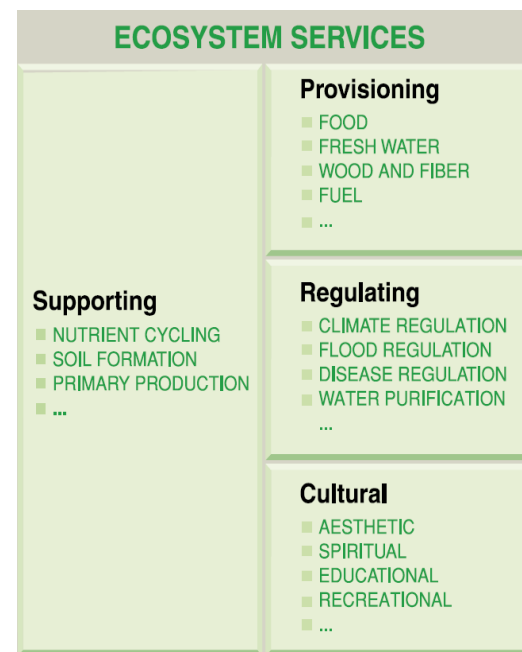 ECOSYSTEM SERVICES
Supporting
NUTRIENT CYCLING
SOIL FORMATION
PRIMARY PRODUCTION
...
Provisioning
FOOD
FRESH WATER
WOOD AND FIBER
FUEL
...
Regulating
CLIMATE REGULATION
FLOOD REGULATION
DISEASE REGULATION
WATER PURIFICATION
...
Cultural
AESTHETIC
SPIRITUAL
EDUCATIONAL
RECREATIONAL
...